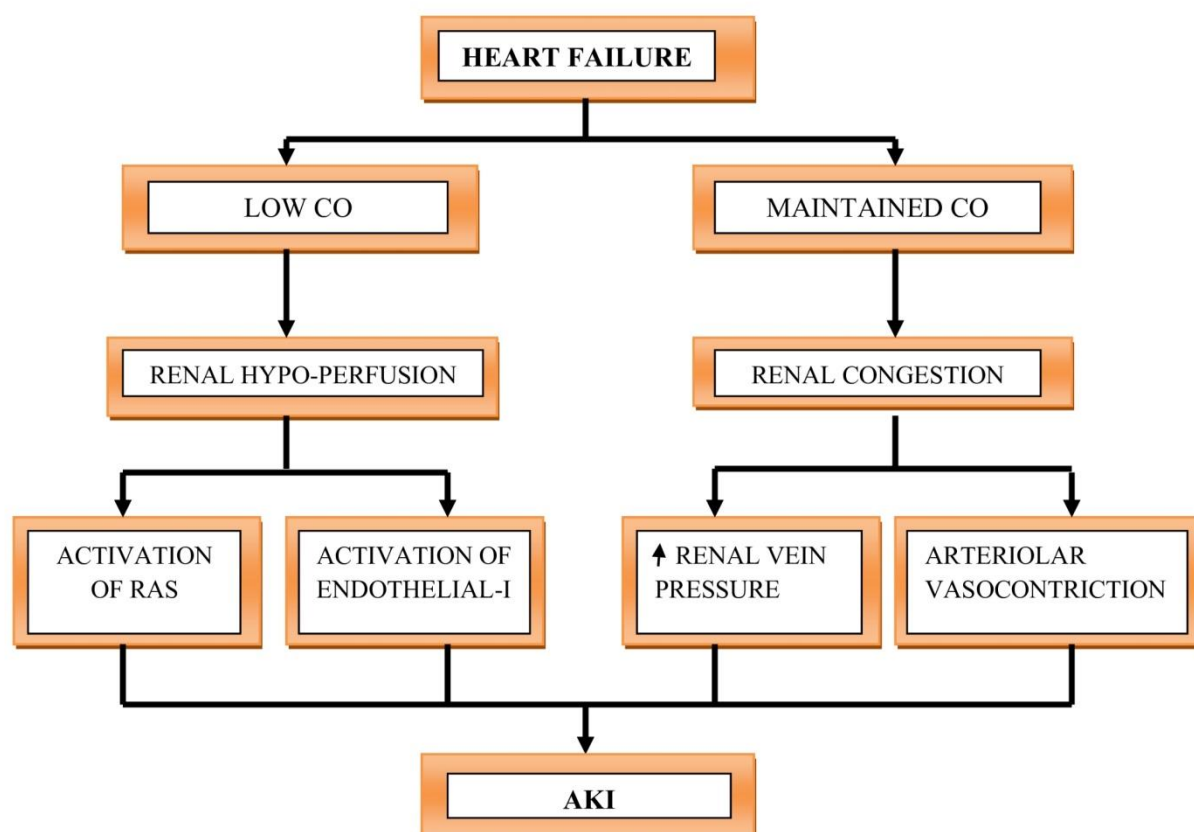 HEART FAILURE
LOW CO
MAINTAINED CO
RENAL HYPO-PERFUSION
RENAL CONGESTION
ACTIVATION
OF RAS
ACTIVATION OF
ENDOTHELIAL-I
↑ RENAL VEIN
PRESSURE
ARTERIOLAR
VASOCONTRICTION
AKI